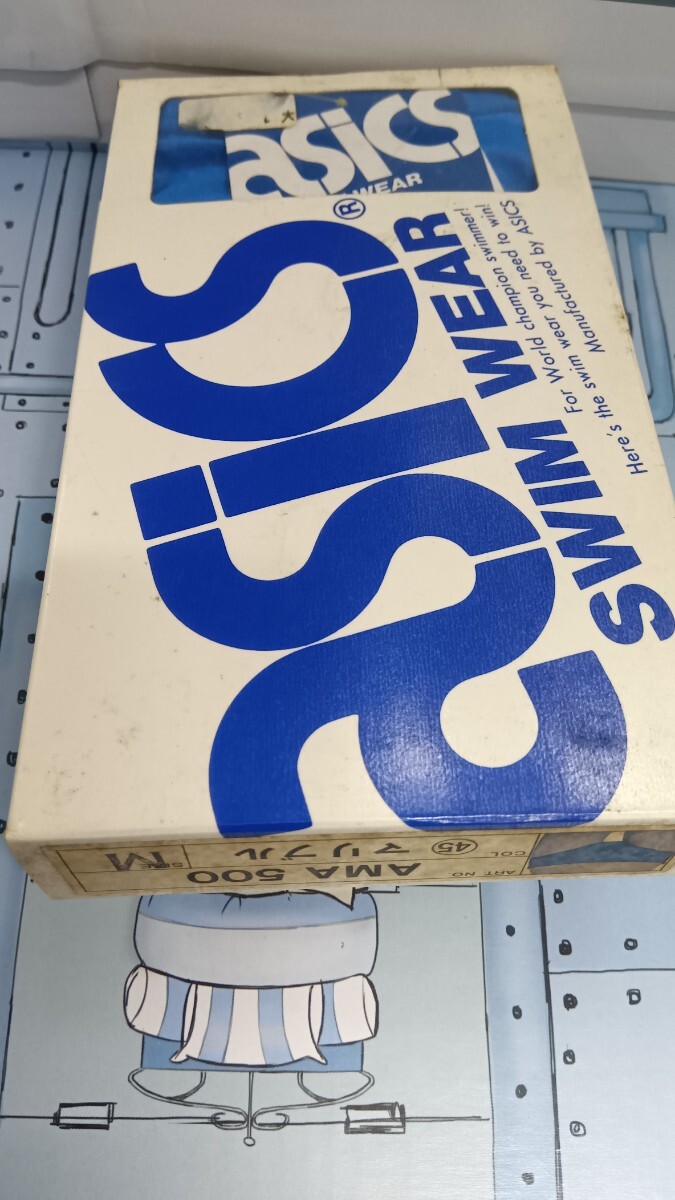 asics
WEAR
asics®
SWIM WEAR
For World champion swimmer!
Here's the swim wear you need to win!
Manufactured by ASICS
ART NO AMA 500
COL ㊺ マリブル
SIZE M